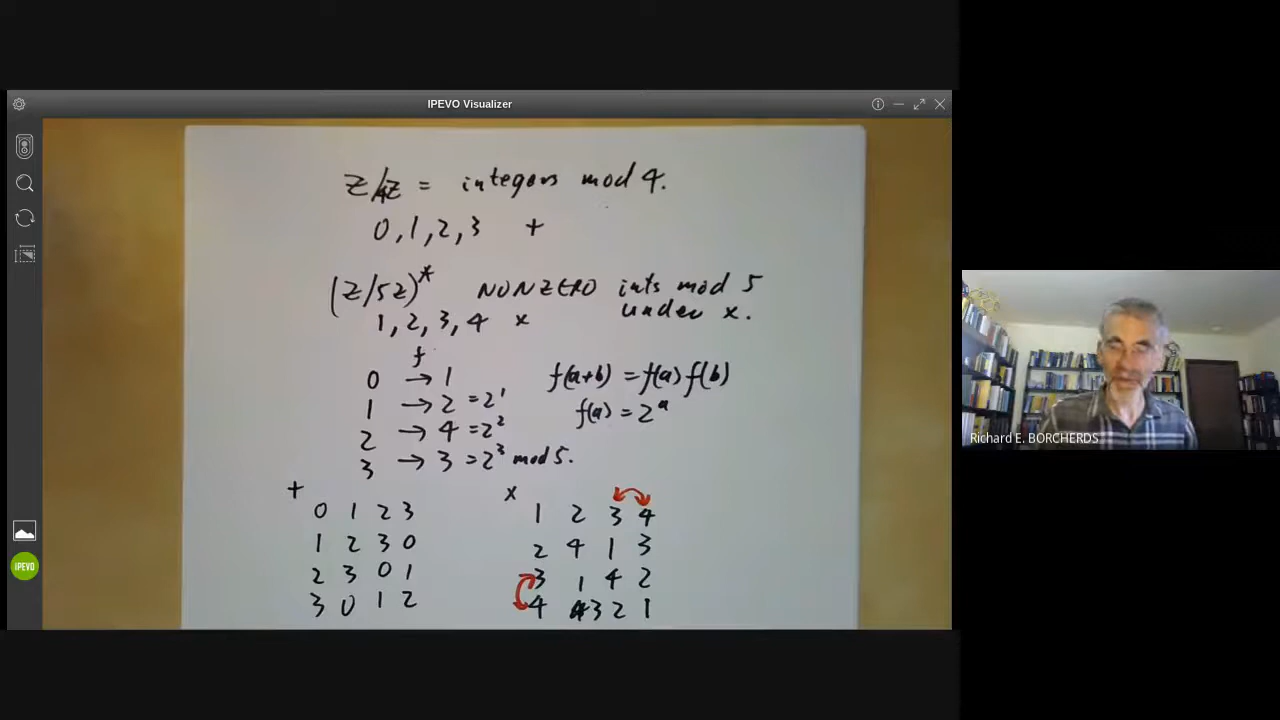 IPEVO Visualizer
Z/4Z = integers mod 4.
0, 1, 2, 3 +
(Z/5Z)* NONZERO ints mod 5
1, 2, 3, 4 x under x.
f
0 → 1 f(a+b) = f(a) f(b)
1 → 2 = 2¹ f(a) = 2ᵃ
2 → 4 = 2²
3 → 3 = 2³ mod 5.
+ x
0 1 2 3 1 2 3 4
1 2 3 0 2 4 1 3
2 3 0 1 3 1 4 2
3 0 1 2 4 3 2 1
Richard E. BORCHERDS
IPEVO